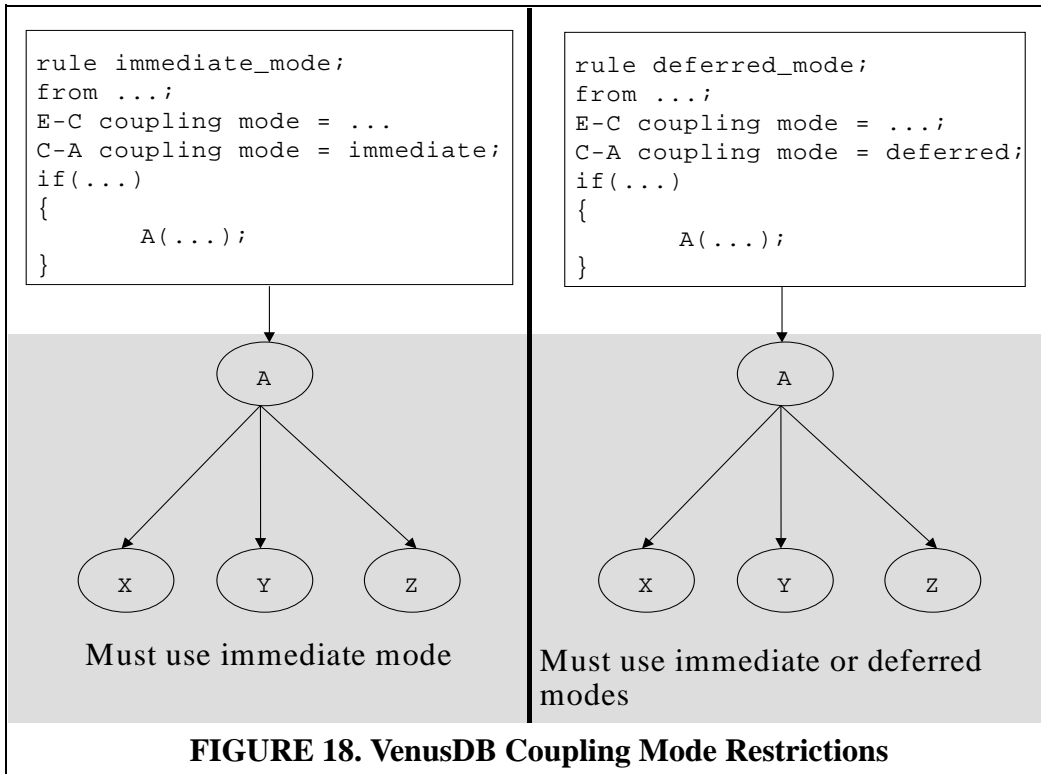 rule immediate_mode;
from ...;
E-C coupling mode = ...
C-A coupling mode = immediate;
if(...)
{
A(...);
}
A
X Y Z
Must use immediate mode
rule deferred_mode;
from ...;
E-C coupling mode = ...;
C-A coupling mode = deferred;
if(...)
{
A(...);
}
A
X Y Z
Must use immediate or deferred
modes
FIGURE 18. VenusDB Coupling Mode Restrictions